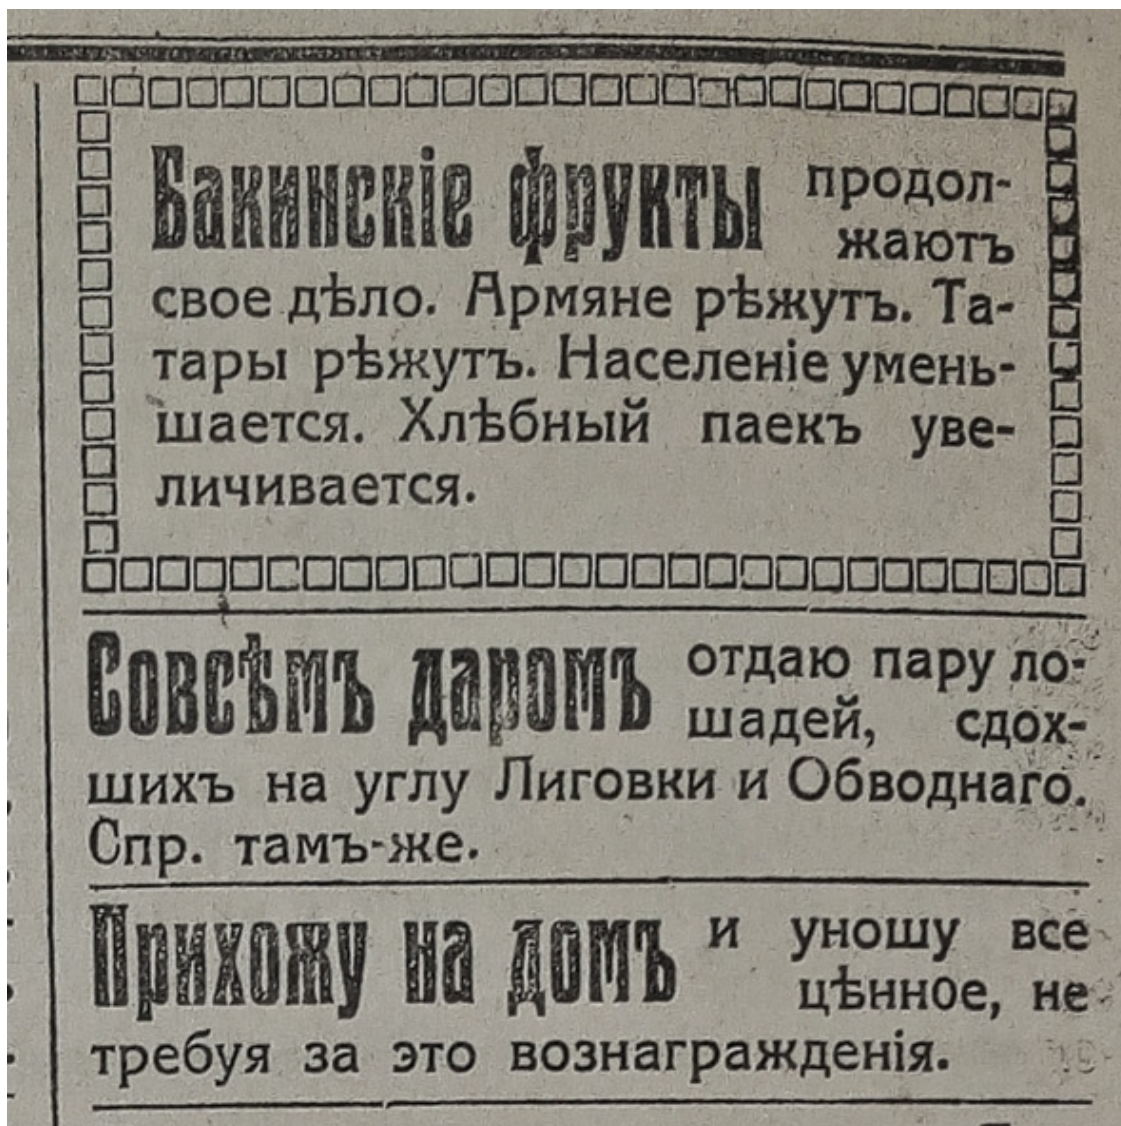 Бакинскіе фрукты продол-
жаютъ
свое дѣло. Армяне рѣжутъ. Та-
тары рѣжутъ. Населеніе умень-
шается. Хлѣбный паекъ уве-
личивается.
Совсѣмъ даромъ отдаю пару ло-
шадей, сдох-
шихъ на углу Лиговки и Обводнаго.
Спр. тамъ-же.
Прихожу на домъ и уношу все
цѣнное, не
требуя за это вознагражденія.